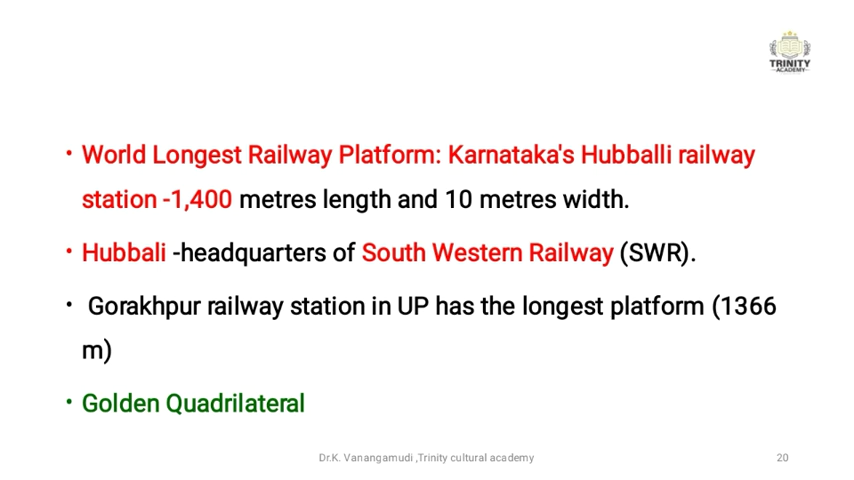 TRINITY
ACADEMY
• World Longest Railway Platform: Karnataka's Hubballi railway
station -1,400 metres length and 10 metres width.
• Hubbali -headquarters of South Western Railway (SWR).
• Gorakhpur railway station in UP has the longest platform (1366
m)
• Golden Quadrilateral
Dr.K. Vanangamudi ,Trinity cultural academy
20